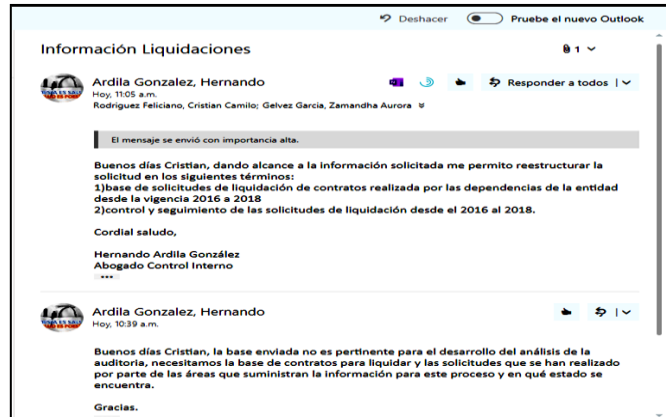 Deshacer Pruebe el nuevo Outlook
Información Liquidaciones 1
Ardila Gonzalez, Hernando
Responder a todos
Hoy, 11:05 a.m.
Rodriguez Feliciano, Cristian Camilo; Gelvez Garcia, Zamandha Aurora
El mensaje se envió con importancia alta.
Buenos días Cristian, dando alcance a la información solicitada me permito reestructurar la
solicitud en los siguientes términos:
1)base de solicitudes de liquidación de contratos realizada por las dependencias de la entidad
desde la vigencia 2016 a 2018
2)control y seguimiento de las solicitudes de liquidación desde el 2016 al 2018.
Cordial saludo,
Hernando Ardila González
Abogado Control Interno
...
Ardila Gonzalez, Hernando
Hoy, 10:39 a.m.
Buenos días Cristian, la base enviada no es pertinente para el desarrollo del análisis de la
auditoria, necesitamos la base de contratos para liquidar y las solicitudes que se han realizado
por parte de las áreas que suministran la información para este proceso y en qué estado se
encuentra.
Gracias.